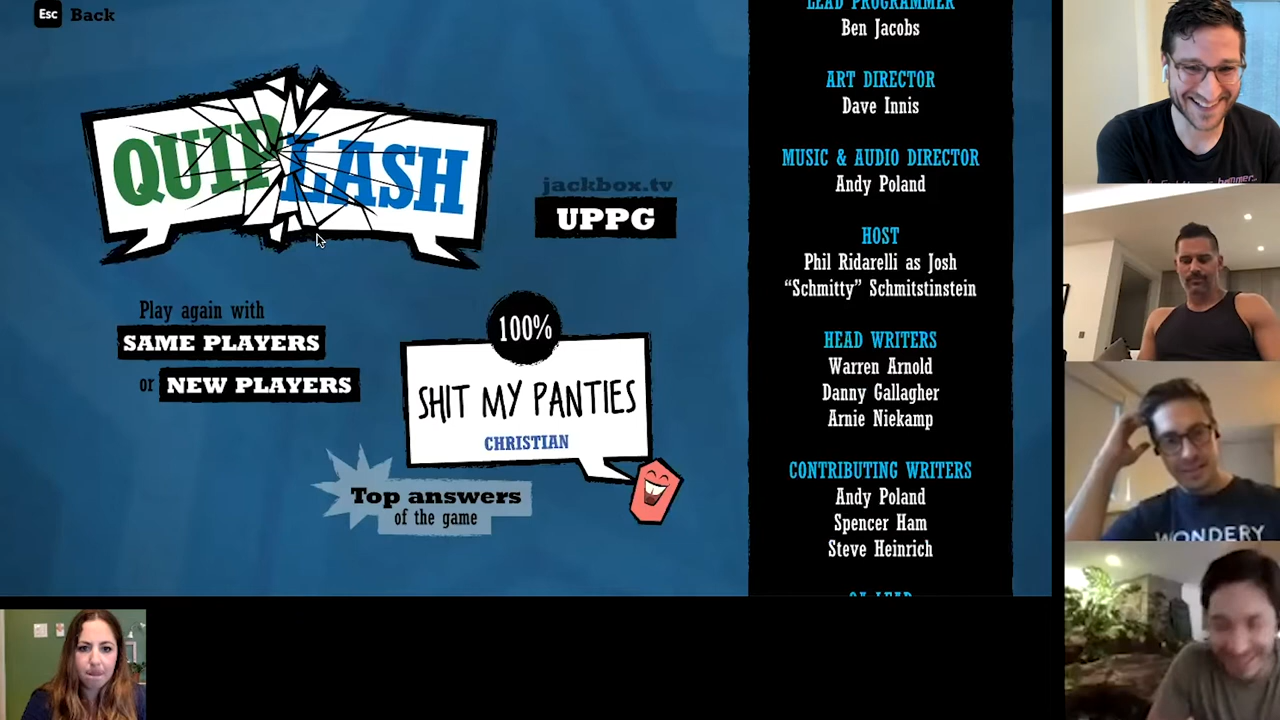 Esc Back
QUIPLASH
jackbox.tv
UPPG
Play again with
SAME PLAYERS
or NEW PLAYERS
100%
SHIT MY PANTIES
CHRISTIAN
Top answers
of the game
LEAD PROGRAMMER
Ben Jacobs
ART DIRECTOR
Dave Innis
MUSIC & AUDIO DIRECTOR
Andy Poland
HOST
Phil Ridarelli as Josh
“Schmitty” Schmitstinstein
HEAD WRITERS
Warren Arnold
Danny Gallagher
Arnie Niekamp
CONTRIBUTING WRITERS
Andy Poland
Spencer Ham
Steve Heinrich
WONDERY